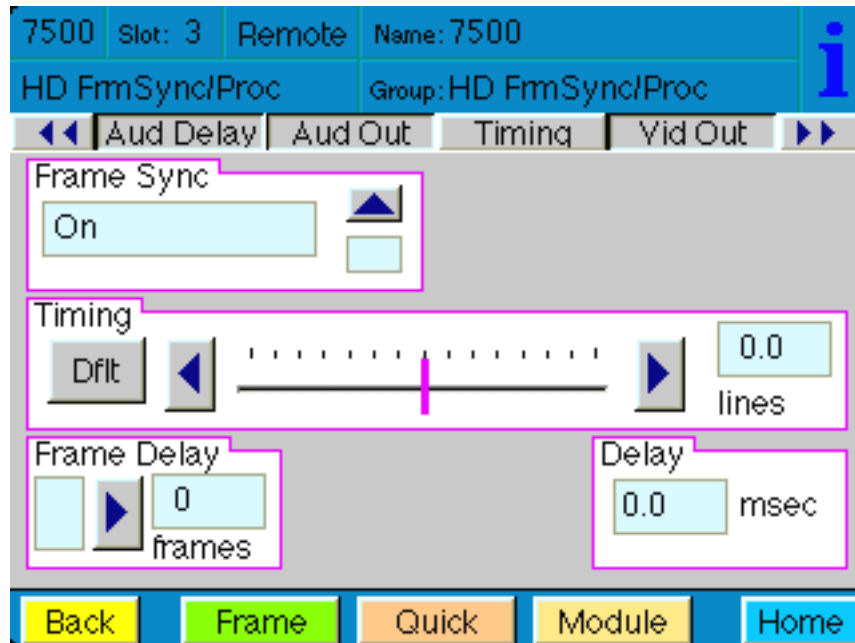 7500 Slot: 3 Remote Name: 7500
HD FrmSync/Proc Group: HD FrmSync/Proc
i
Aud Delay Aud Out Timing Vid Out
Frame Sync
On
Timing
Dflt
0.0
lines
Frame Delay
0
frames
Delay
0.0 msec
Back Frame Quick Module Home